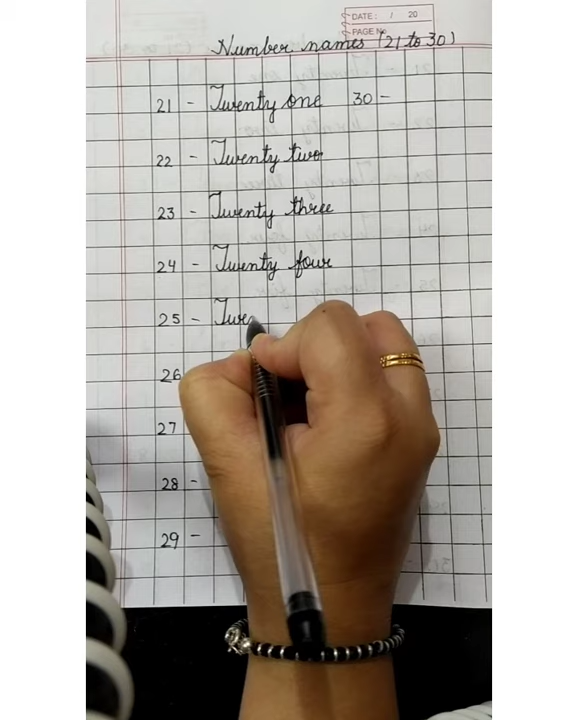 DATE: / 20
PAGE No
Number names (21 to 30)
21 - Twenty one 30 -
22 - Twenty two
23 - Twenty three
24 - Twenty four
25 - Twe
26
27
28 -
29 -